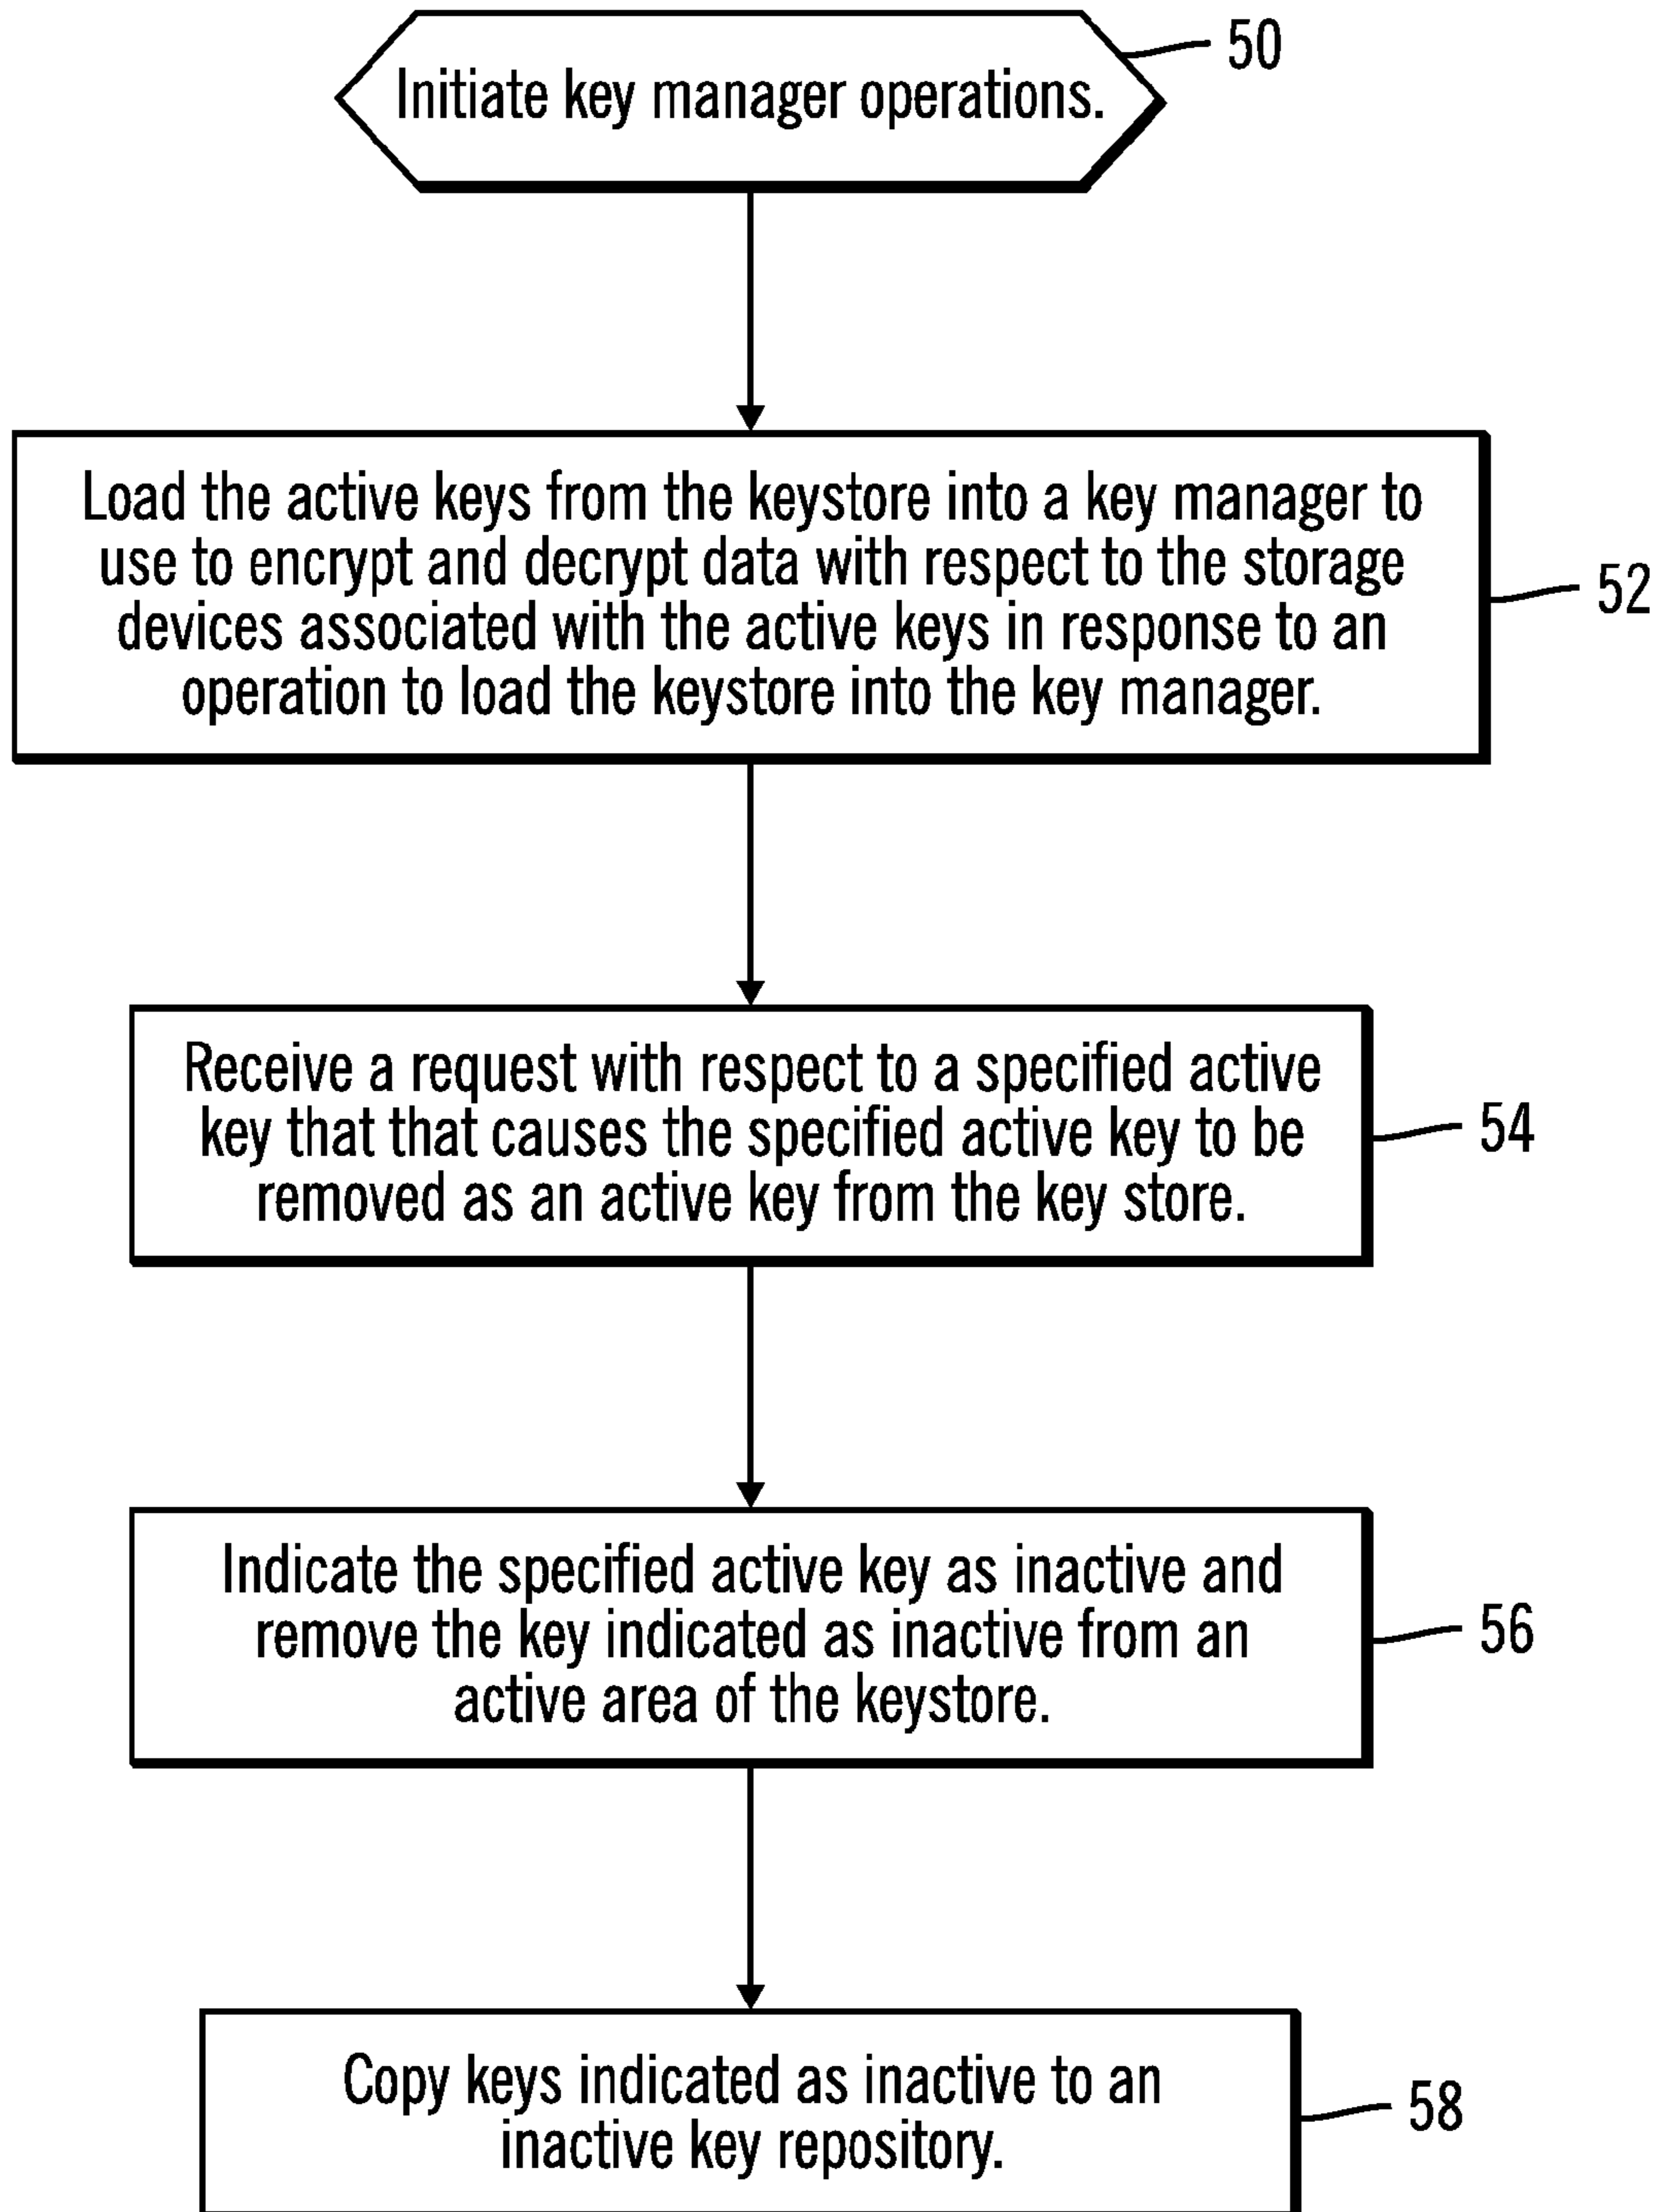 Initiate key manager operations.
50
Load the active keys from the keystore into a key manager to
use to encrypt and decrypt data with respect to the storage
devices associated with the active keys in response to an
operation to load the keystore into the key manager.
52
Receive a request with respect to a specified active
key that that causes the specified active key to be
removed as an active key from the key store.
54
Indicate the specified active key as inactive and
remove the key indicated as inactive from an
active area of the keystore.
56
Copy keys indicated as inactive to an
inactive key repository.
58